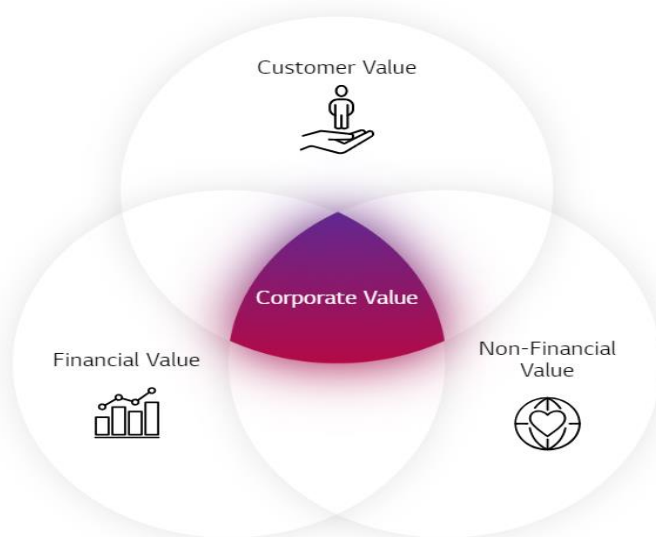 Customer Value
Corporate Value
Financial Value
Non-Financial
Value